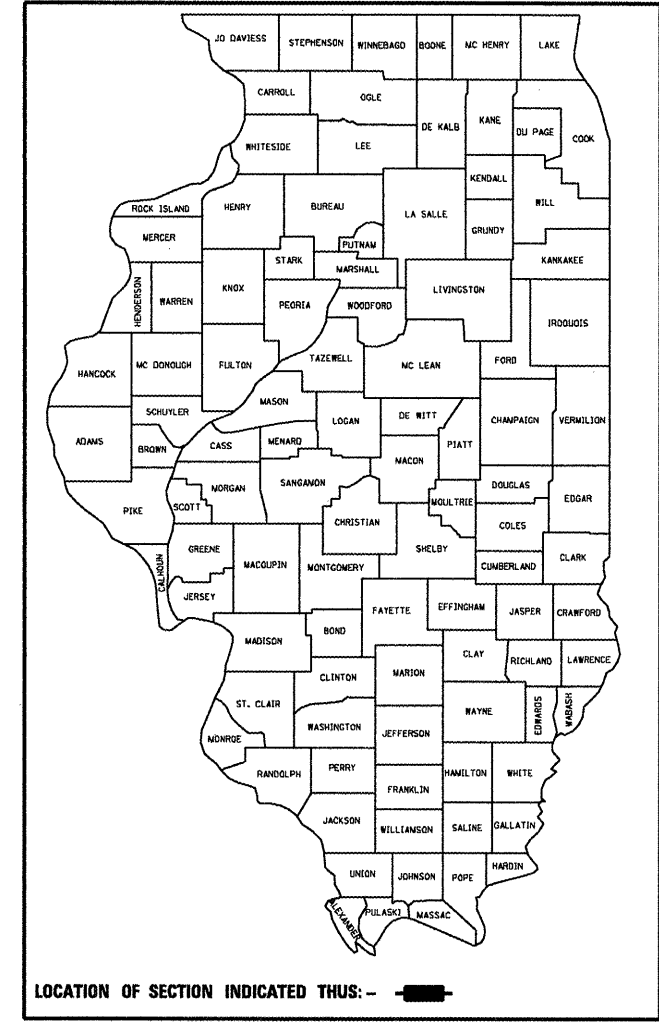 JO DAVIESS
STEPHENSON
WINNEBAGO
BOONE
MC HENRY
LAKE
CARROLL
OGLE
DE KALB
KANE
DU PAGE
COOK
WHITESIDE
LEE
KENDALL
WILL
ROCK ISLAND
HENRY
BUREAU
LA SALLE
GRUNDY
MERCER
PUTNAM
STARK
MARSHALL
KANKAKEE
HENDERSON
WARREN
KNOX
PEORIA
WOODFORD
LIVINGSTON
IROQUOIS
HANCOCK
MC DONOUGH
FULTON
TAZEWELL
MC LEAN
FORD
SCHUYLER
MASON
LOGAN
DE WITT
CHAMPAIGN
VERMILION
ADAMS
BROWN
CASS
MENARD
MACON
PIATT
PIKE
SCOTT
MORGAN
SANGAMON
CHRISTIAN
MOULTRIE
DOUGLAS
EDGAR
COLES
CALHOUN
GREENE
MACOUPIN
MONTGOMERY
SHELBY
CUMBERLAND
CLARK
JERSEY
FAYETTE
EFFINGHAM
JASPER
CRAWFORD
MADISON
BOND
CLAY
RICHLAND
LAWRENCE
CLINTON
MARION
ST. CLAIR
WAYNE
EDWARDS
WABASH
MONROE
WASHINGTON
JEFFERSON
RANDOLPH
PERRY
HAMILTON
WHITE
FRANKLIN
JACKSON
WILLIAMSON
SALINE
GALLATIN
UNION
JOHNSON
POPE
HARDIN
ALEXANDER
PULASKI
MASSAC
LOCATION OF SECTION INDICATED THUS: -